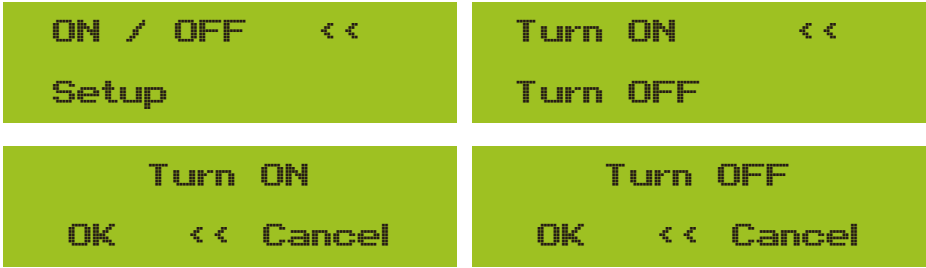 ON / OFF <<
Setup
Turn ON <<
Turn OFF
Turn ON
OK << Cancel
Turn OFF
OK << Cancel